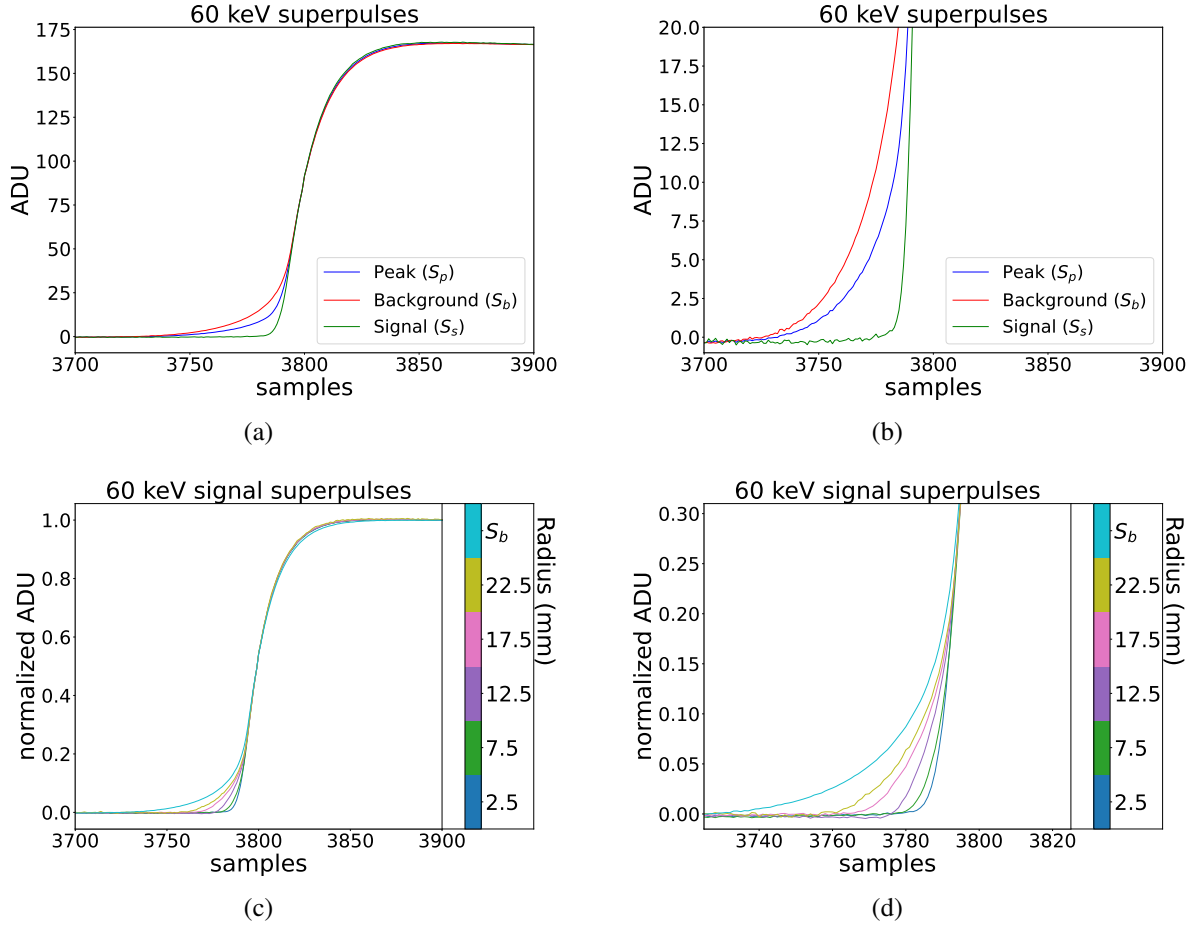 60 keV superpulses
175
150
125
100
75
50
25
0
ADU
Peak (S_p)
Background (S_b)
Signal (S_s)
3700 3750 3800 3850 3900
samples
(a)
60 keV superpulses
20.0
17.5
15.0
12.5
10.0
7.5
5.0
2.5
0.0
ADU
Peak (S_p)
Background (S_b)
Signal (S_s)
3700 3750 3800 3850 3900
samples
(b)
60 keV signal superpulses
1.0
0.8
0.6
0.4
0.2
0.0
normalized ADU
3700 3750 3800 3850 3900
samples
S_b
22.5
17.5
12.5
7.5
2.5
Radius (mm)
(c)
60 keV signal superpulses
0.30
0.25
0.20
0.15
0.10
0.05
0.00
normalized ADU
3740 3760 3780 3800 3820
samples
S_b
22.5
17.5
12.5
7.5
2.5
Radius (mm)
(d)